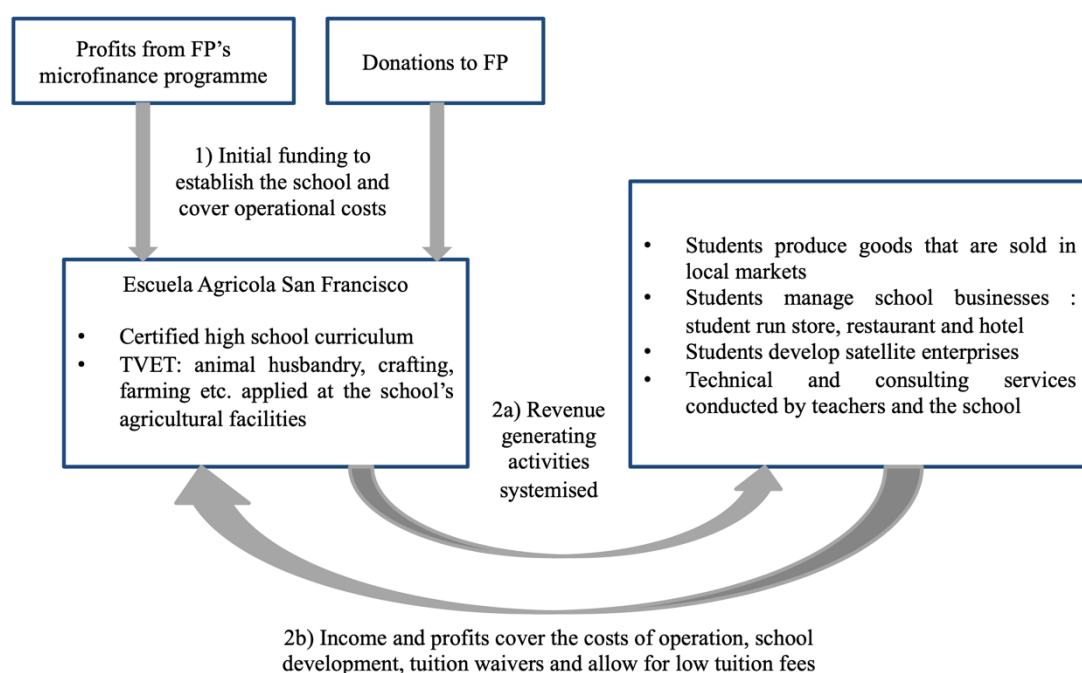 Profits from FP's
microfinance programme
Donations to FP
1) Initial funding to
establish the school and
cover operational costs
Escuela Agricola San Francisco
• Certified high school curriculum
• TVET: animal husbandry, crafting,
farming etc. applied at the school's
agricultural facilities
• Students produce goods that are sold in
local markets
• Students manage school businesses :
student run store, restaurant and hotel
• Students develop satellite enterprises
• Technical and consulting services
conducted by teachers and the school
2a) Revenue
generating
activities
systemised
2b) Income and profits cover the costs of operation, school
development, tuition waivers and allow for low tuition fees